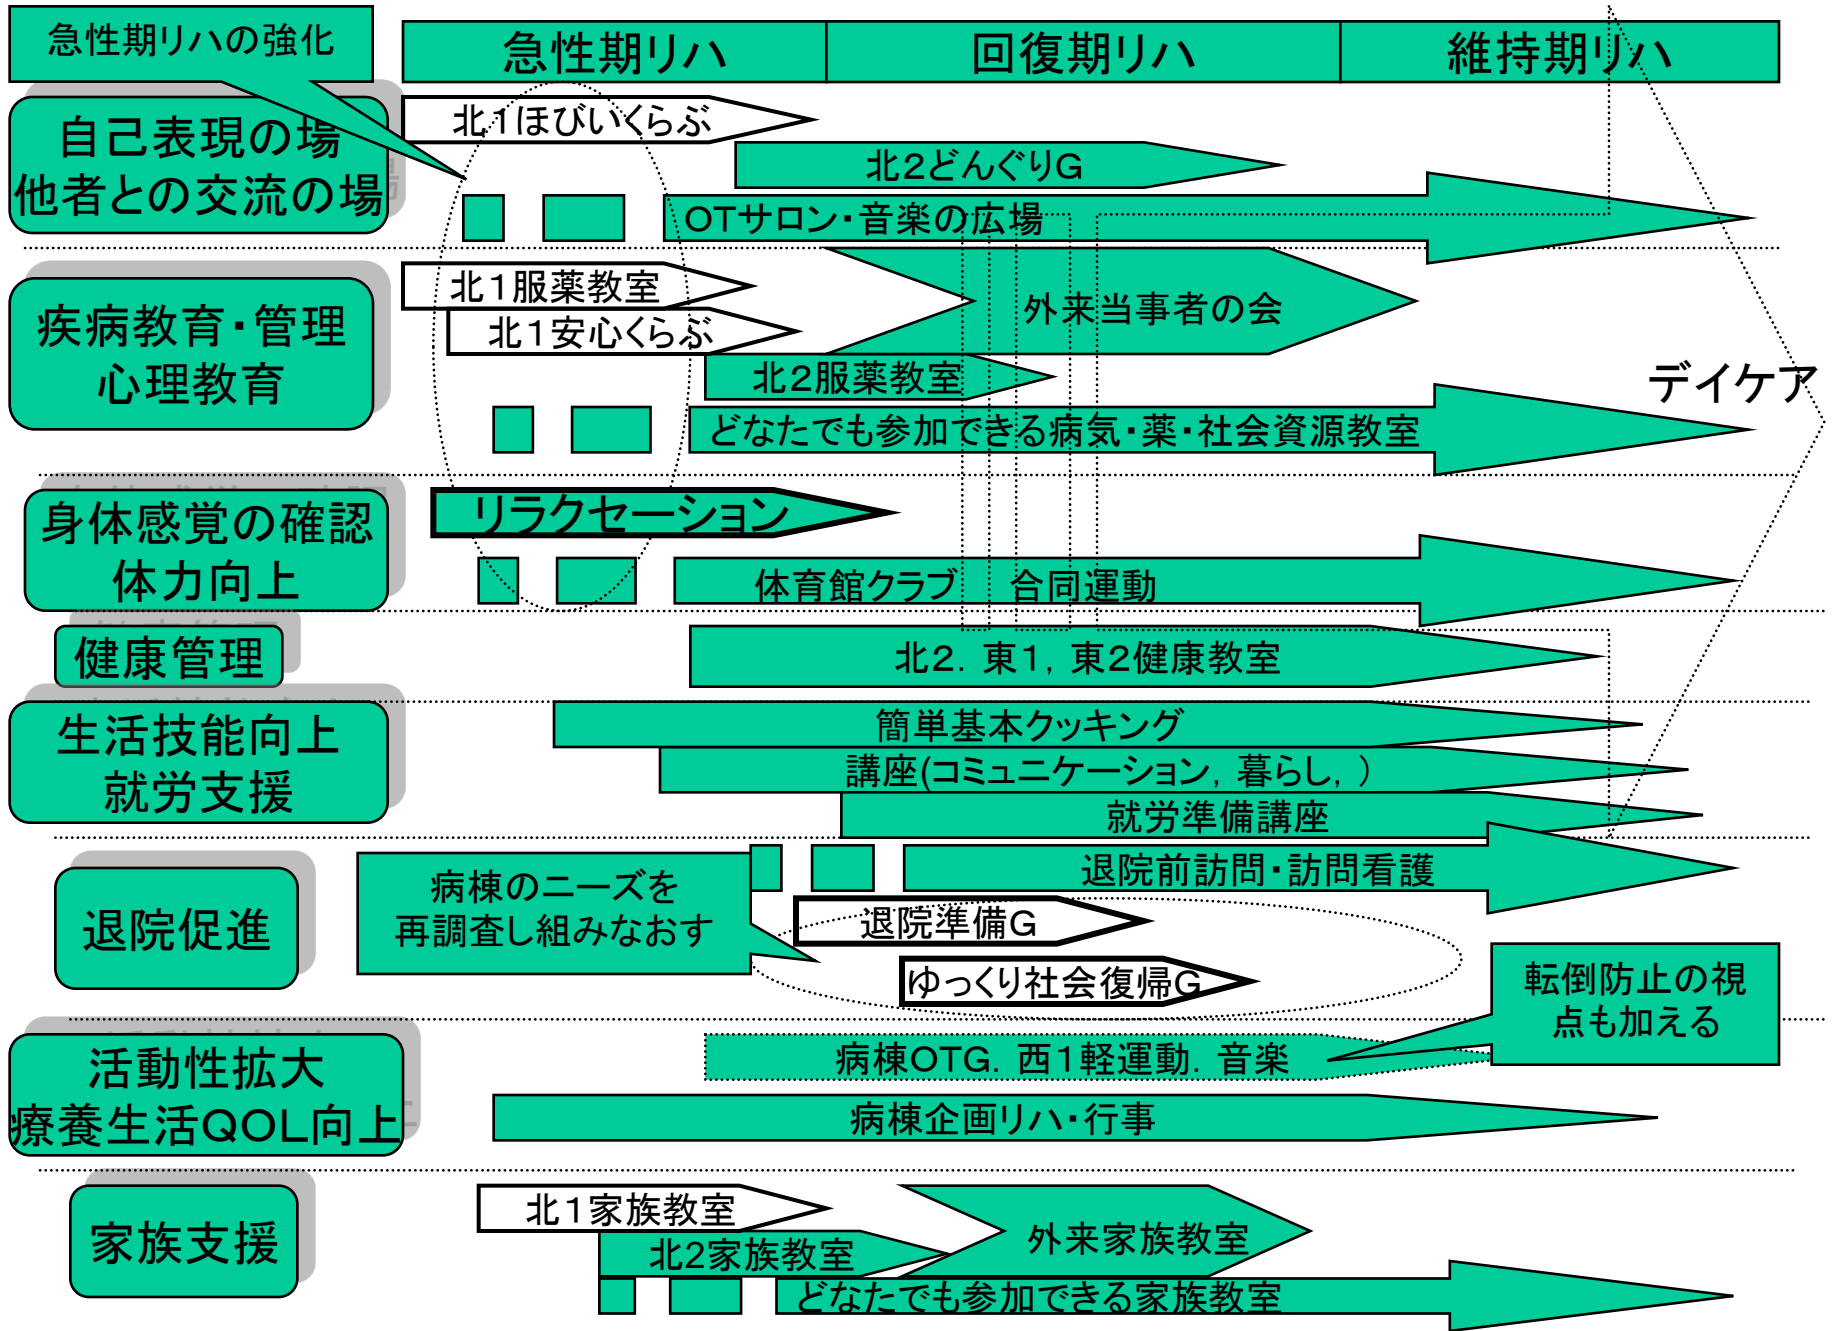 急性期リハの強化
急性期リハ
回復期リハ
維持期リハ
自己表現の場
他者との交流の場
北1ほびいくらぶ
北2どんぐりG
OTサロン・音楽の広場
疾病教育・管理
心理教育
北1服薬教室
北1安心くらぶ
外来当事者の会
北2服薬教室
どなたでも参加できる病気・薬・社会資源教室
デイケア
身体感覚の確認
体力向上
リラクセーション
体育館クラブ　合同運動
健康管理
北2．東1，東2健康教室
生活技能向上
就労支援
簡単基本クッキング
講座(コミュニケーション，暮らし，）
就労準備講座
退院促進
病棟のニーズを
再調査し組みなおす
退院前訪問・訪問看護
退院準備G
ゆっくり社会復帰G
転倒防止の視
点も加える
活動性拡大
療養生活QOL向上
病棟OTG．西1軽運動．音楽
病棟企画リハ・行事
家族支援
北1家族教室
北2家族教室
外来家族教室
どなたでも参加できる家族教室